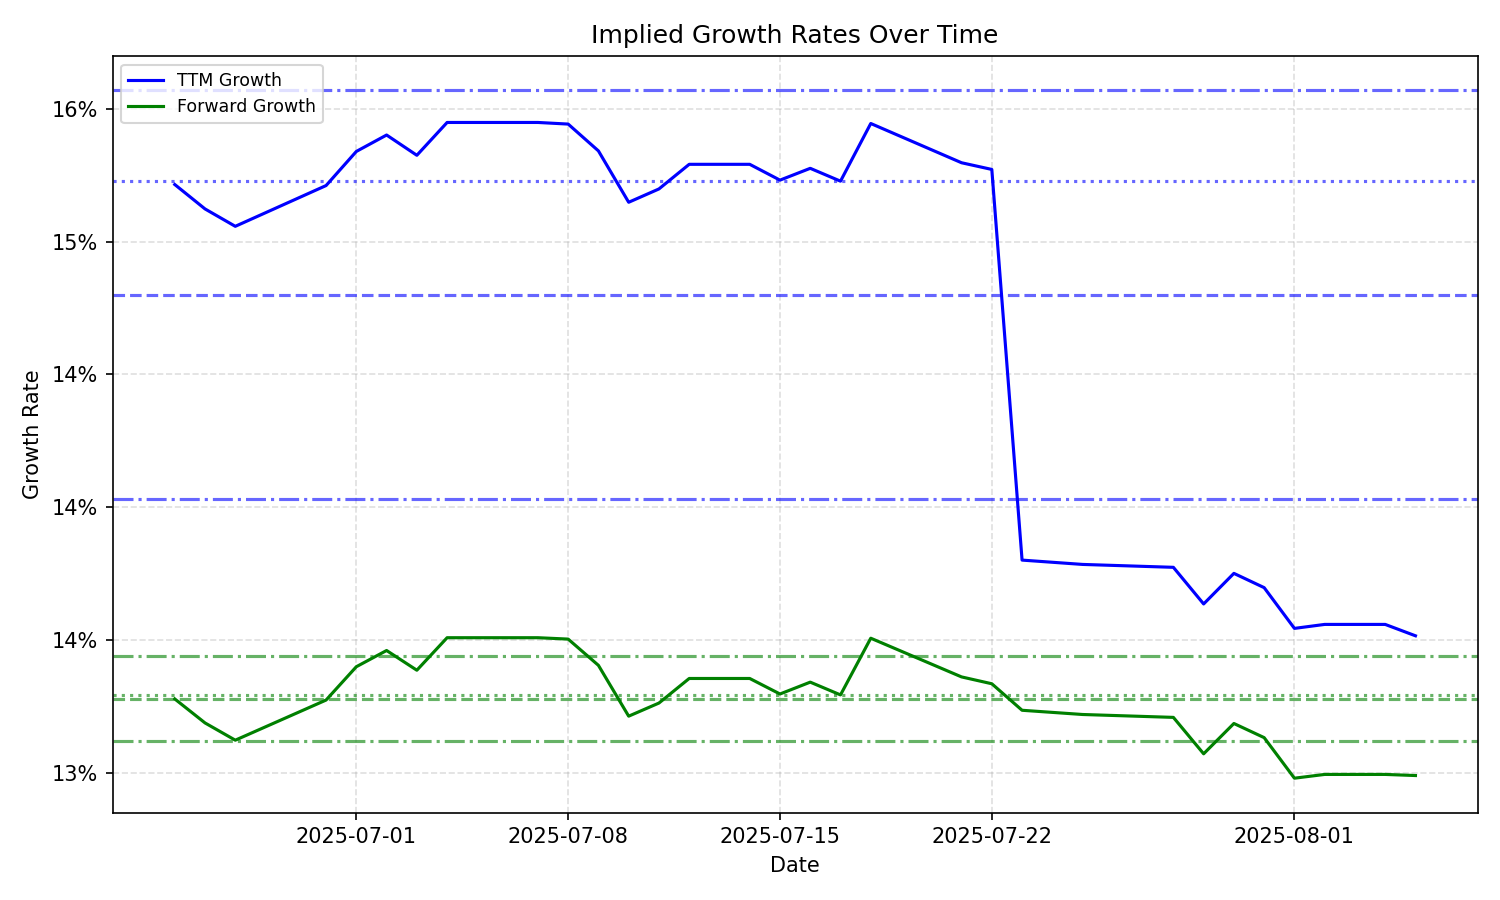 Implied Growth Rates Over Time
TTM Growth
Forward Growth
16%
15%
14%
14%
14%
13%
Growth Rate
2025-07-01
2025-07-08
2025-07-15
2025-07-22
2025-08-01
Date